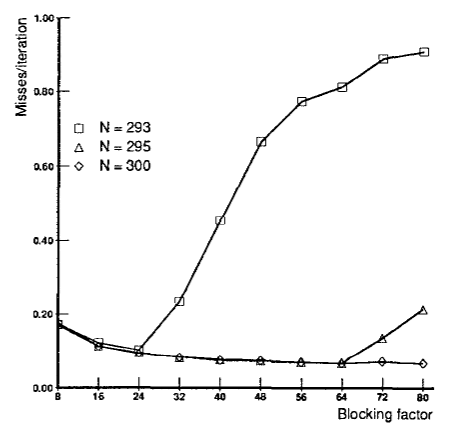 Misses/iteration
1.00
0.80
0.60
0.40
0.20
0.00
N = 293
N = 295
N = 300
8 16 24 32 40 48 56 64 72 80
Blocking factor